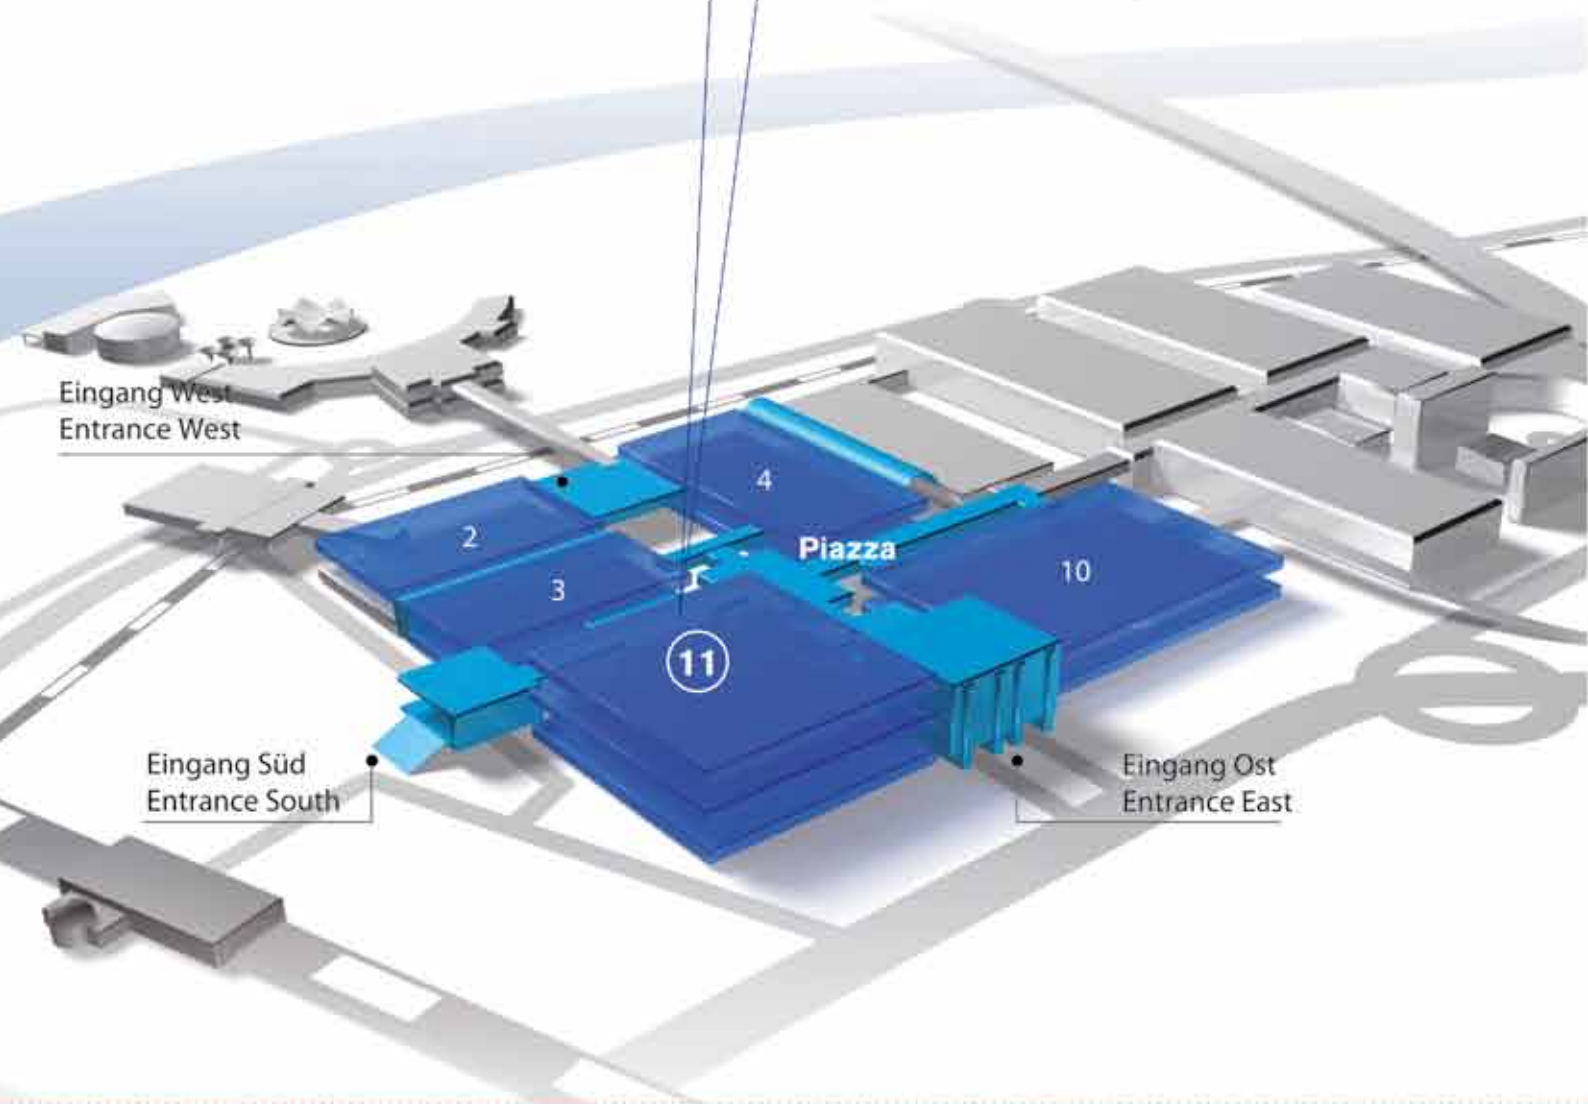 Eingang West
Entrance West
4
2
Piazza
3
10
11
Eingang Süd
Entrance South
Eingang Ost
Entrance East